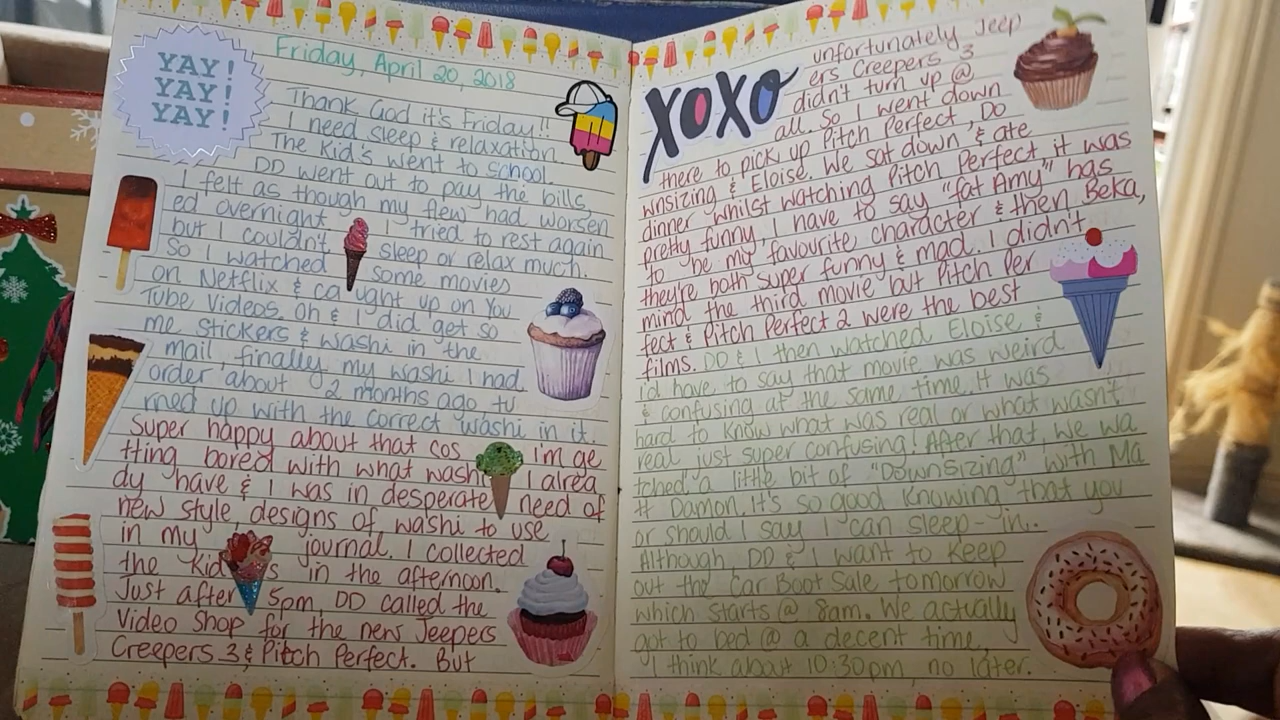 YAY!
YAY!
YAY!
Friday, April 20, 2018
Thank God it's Friday!!
I need sleep & relaxation.
The Kid's went to school.
DD went out to pay the bills
I felt as though my flew had worsen
ed overnight I tried to rest again
but I couldn't sleep or relax much.
So I watched some movies
on Netflix & caught up on You
Tube Videos. Oh & I did get so
me stickers & washi in the
mail, finally my washi I had
order about 2 months ago tu
rned up with the correct washi in it.
Super happy about that cos I'm ge
tting bored with what washi I alrea
dy have & I was in desperate need of
new style, designs of washi to use
in my journal. I collected
the Kid's in the afternoon.
Just after 5pm, DD called the
Video Shop for the new Jeepers
Creepers 3 & Pitch Perfect. But
XOXO
unfortunately Jeep
ers Creepers 3
didn't turn up @
all. So I went down
there to pick up Pitch Perfect, Do
wnsizing & Eloise. We sat down & ate
dinner whilst watching Pitch Perfect it was
pretty funny, I have to say "fat Amy" has
to be my favourite character & then Beka,
they're both super funny & mad. I didn't
mind the third movie but Pitch Per
fect & Pitch Perfect 2 were the best
films. DD & I then watched Eloise &
i'd have to say that movie was weird
& confusing at the same time. It was
hard to know what was real or what wasn't
real just super confusing! After that we wa
tched a little bit of "Downsizing" with Ma
tt Damon. It's so good knowing that you
or should I say I can sleep-in.
Although DD & I want to Keep
out the Car Boot Sale tomorrow
which starts @ 8am. We actually
got to bed @ a decent time,
I think about 10:30pm, no later.